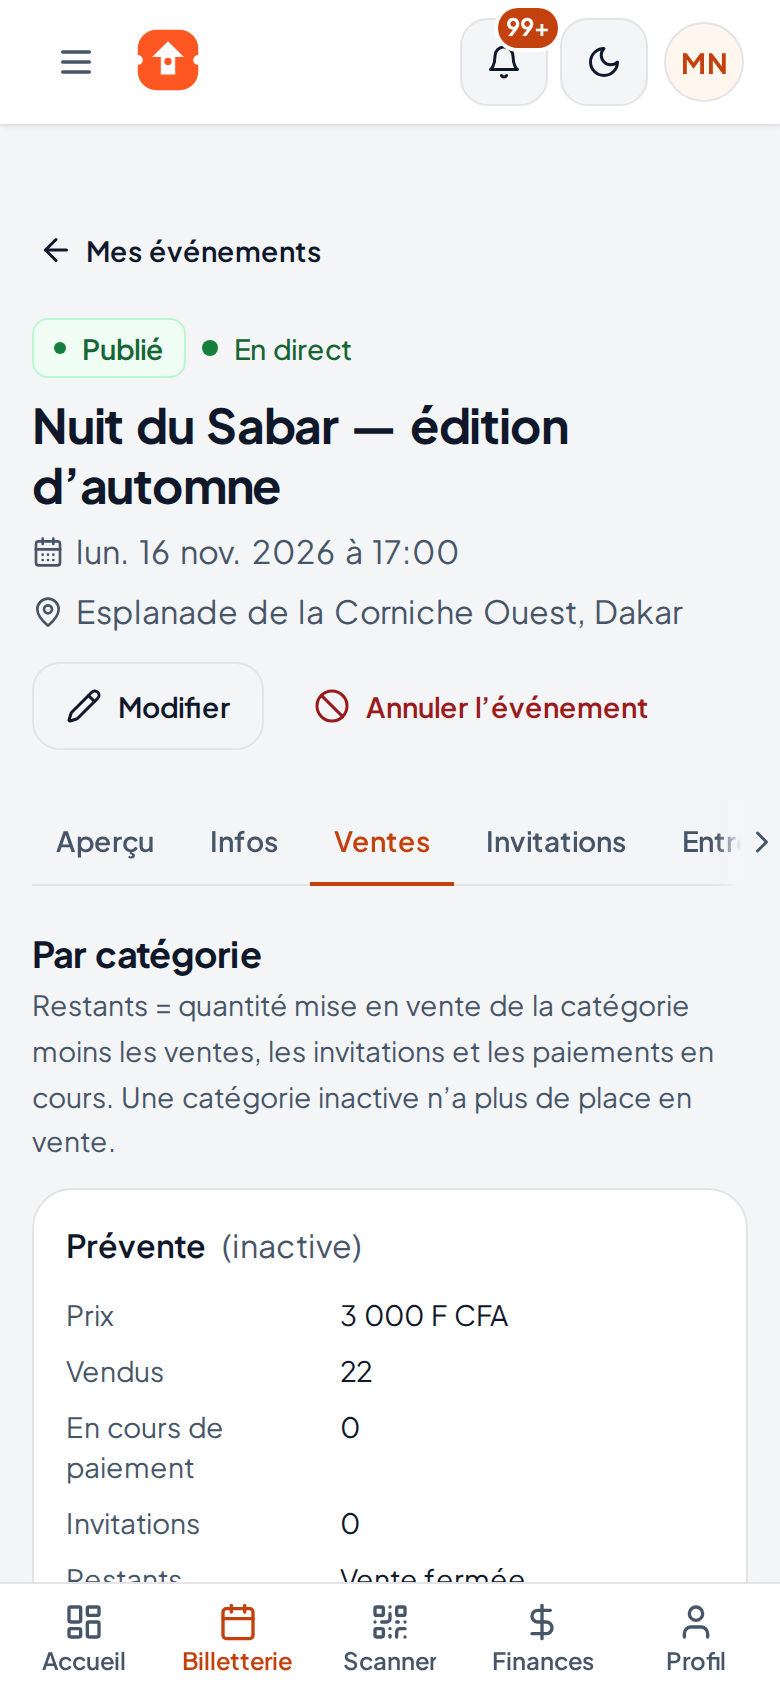 99+
MN
Mes événements
Publié
En direct
Nuit du Sabar — édition
d’automne
lun. 16 nov. 2026 à 17:00
Esplanade de la Corniche Ouest, Dakar
Modifier
Annuler l’événement
Aperçu
Infos
Ventes
Invitations
Entr
Par catégorie
Restants = quantité mise en vente de la catégorie
moins les ventes, les invitations et les paiements en
cours. Une catégorie inactive n’a plus de place en
vente.
Prévente (inactive)
Prix 3 000 F CFA
Vendus 22
En cours de 0
paiement
Invitations 0
Restants Vente fermée
Accueil
Billetterie
Scanner
Finances
Profil